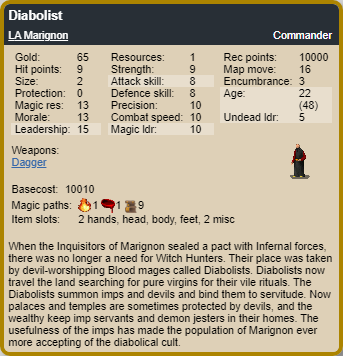 Diabolist
LA Marignon Commander
Gold: 65 Resources: 1 Rec points: 10000
Hit points: 9 Strength: 9 Map move: 16
Size: 2 Attack skill: 8 Encumbrance: 3
Protection: 0 Defence skill: 8 Age: 22
Magic res: 13 Precision: 10 (48)
Morale: 13 Combat speed: 10 Undead ldr: 5
Leadership: 15 Magic ldr: 10
Weapons:
Dagger
Basecost: 10010
Magic paths: 1 1 9
Item slots: 2 hands, head, body, feet, 2 misc
When the Inquisitors of Marignon sealed a pact with Infernal forces,
there was no longer a need for Witch Hunters. Their place was taken
by devil-worshipping Blood mages called Diabolists. Diabolists now
travel the land searching for pure virgins for their vile rituals. The
Diabolists summon imps and devils and bind them to servitude. Now
palaces and temples are sometimes protected by devils, and the
wealthy keep imp servants and demon jesters in their homes. The
usefulness of the imps has made the population of Marignon ever
more accepting of the diabolical cult.